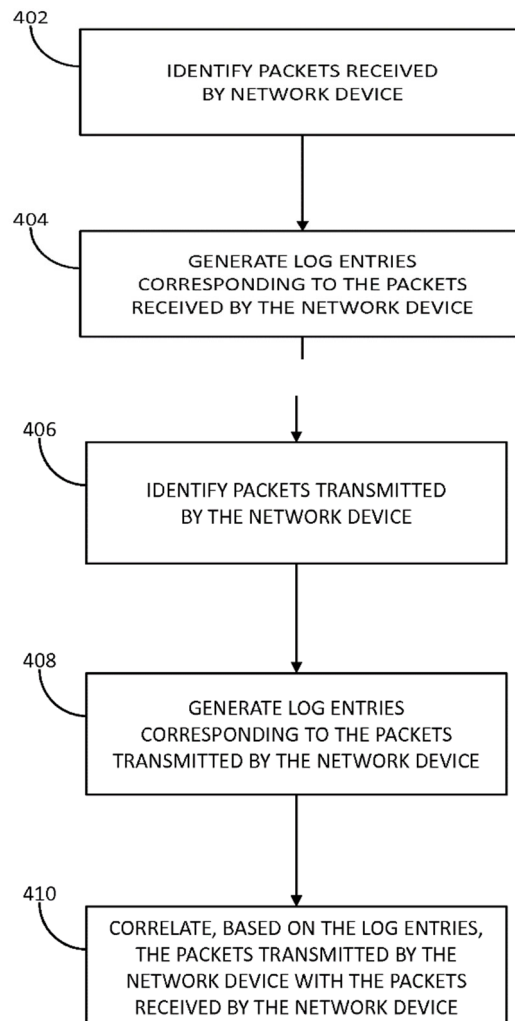 402
IDENTIFY PACKETS RECEIVED
BY NETWORK DEVICE
404
GENERATE LOG ENTRIES
CORRESPONDING TO THE PACKETS
RECEIVED BY THE NETWORK DEVICE
406
IDENTIFY PACKETS TRANSMITTED
BY THE NETWORK DEVICE
408
GENERATE LOG ENTRIES
CORRESPONDING TO THE PACKETS
TRANSMITTED BY THE NETWORK DEVICE
410
CORRELATE, BASED ON THE LOG ENTRIES,
THE PACKETS TRANSMITTED BY THE
NETWORK DEVICE WITH THE PACKETS
RECEIVED BY THE NETWORK DEVICE